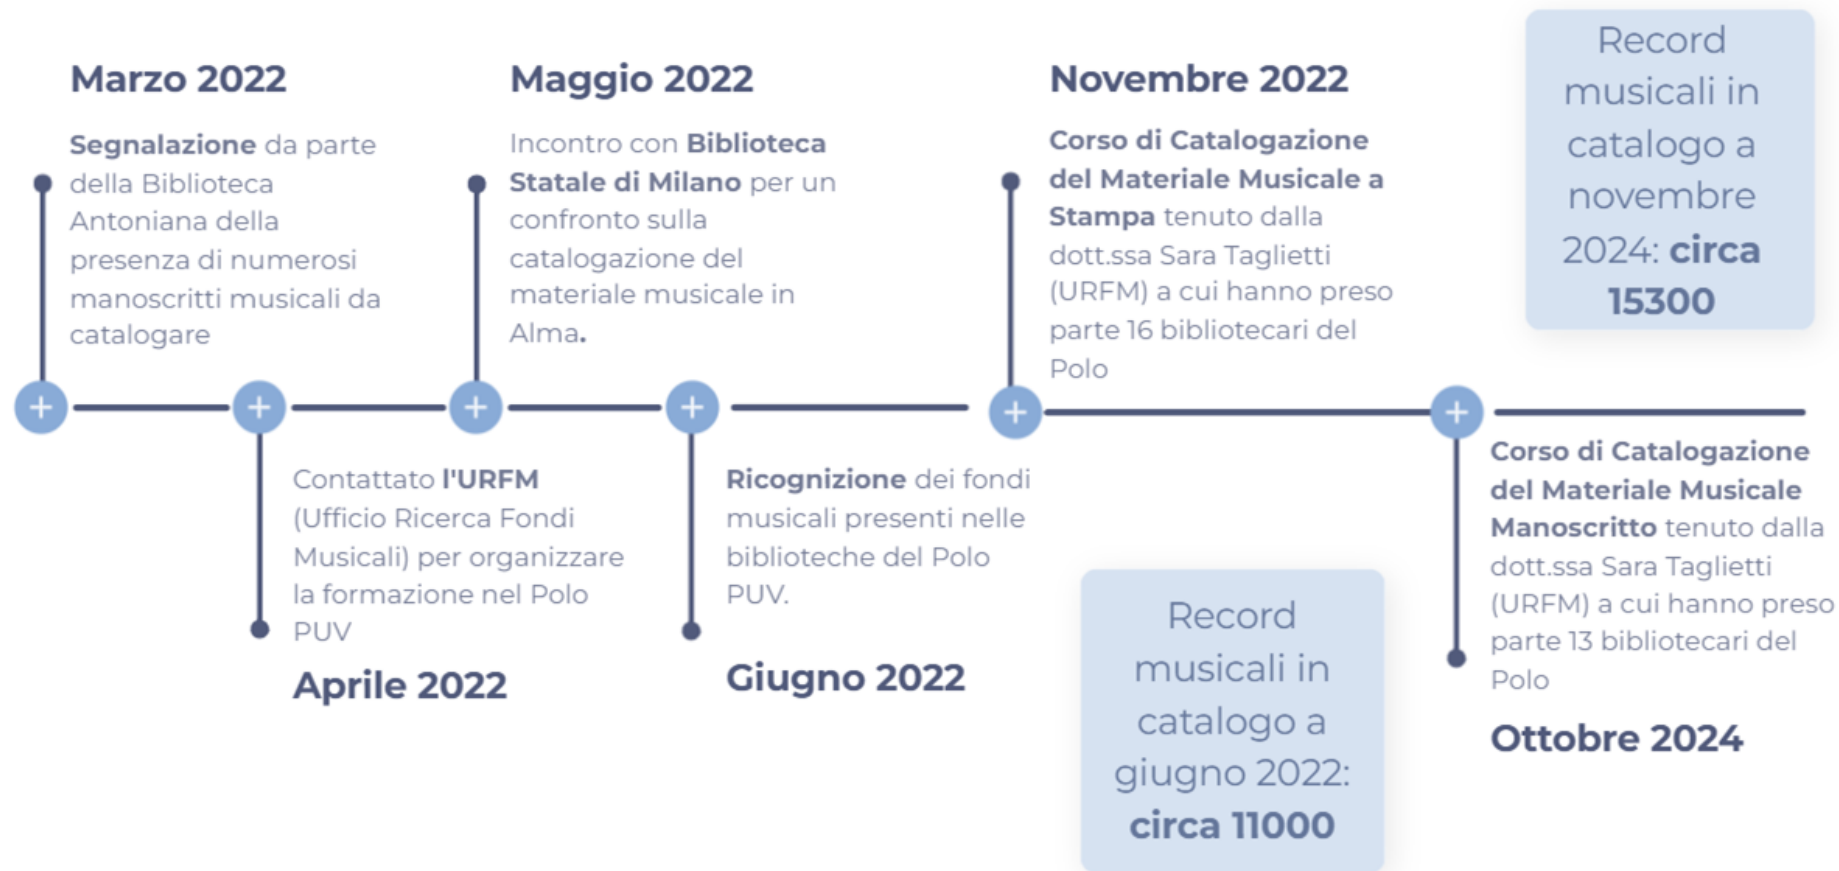 Marzo 2022
Segnalazione da parte
della Biblioteca
Antoniana della
presenza di numerosi
manoscritti musicali da
catalogare
Contattato l'URFM
(Ufficio Ricerca Fondi
Musicali) per organizzare
la formazione nel Polo
PUV
Aprile 2022
Maggio 2022
Incontro con Biblioteca
Statale di Milano per un
confronto sulla
catalogazione del
materiale musicale in
Alma.
Ricognizione dei fondi
musicali presenti nelle
biblioteche del Polo
PUV.
Giugno 2022
Novembre 2022
Corso di Catalogazione
del Materiale Musicale a
Stampa tenuto dalla
dott.ssa Sara Taglietti
(URFM) a cui hanno preso
parte 16 bibliotecari del
Polo
Record
musicali in
catalogo a
giugno 2022:
circa 11000
Record
musicali in
catalogo a
novembre
2024: circa
15300
Corso di Catalogazione
del Materiale Musicale
Manoscritto tenuto dalla
dott.ssa Sara Taglietti
(URFM) a cui hanno preso
parte 13 bibliotecari del
Polo
Ottobre 2024